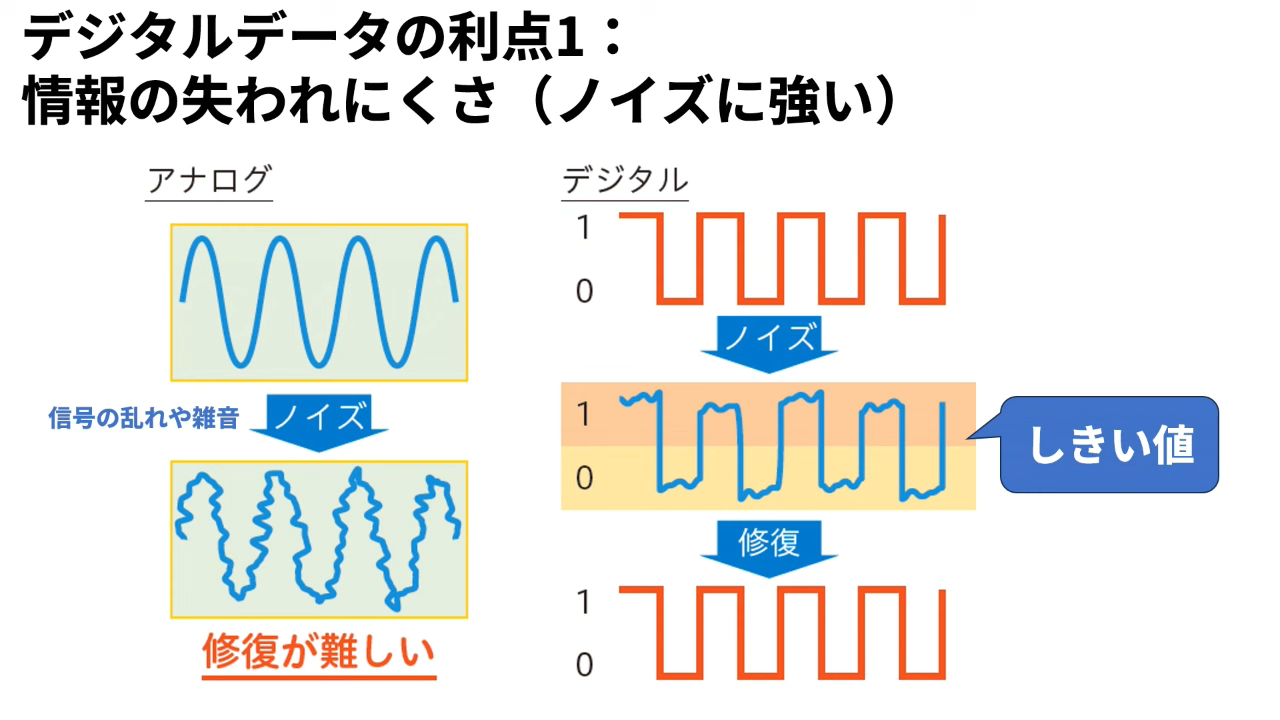 デジタルデータの利点1：
情報の失われにくさ（ノイズに強い）
アナログ
信号の乱れや雑音
ノイズ
修復が難しい
デジタル
1
0
ノイズ
1
0
しきい値
修復
1
0